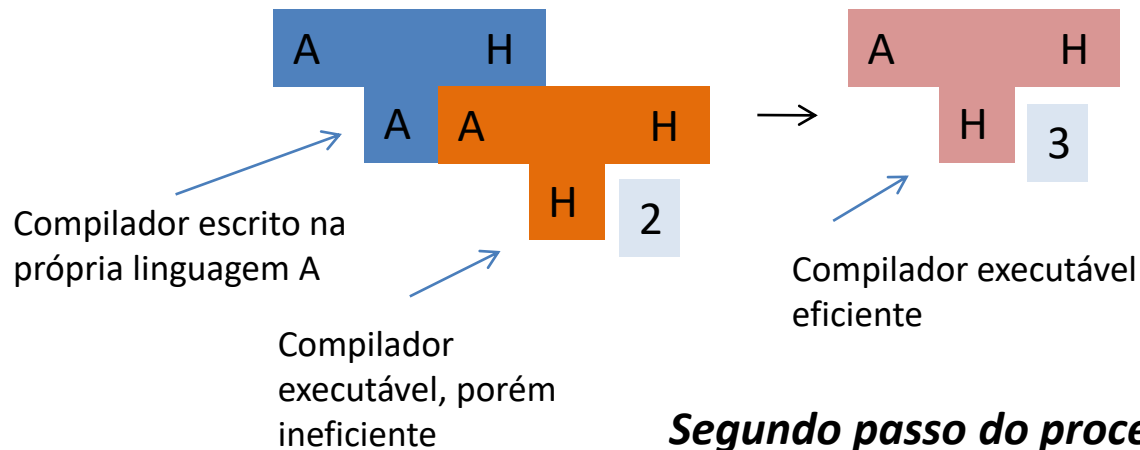 A H
A A H
H 2
A H
H 3
Compilador escrito na
própria linguagem A
Compilador
executável, porém
ineficiente
Compilador executável
eficiente
Segundo passo do proce